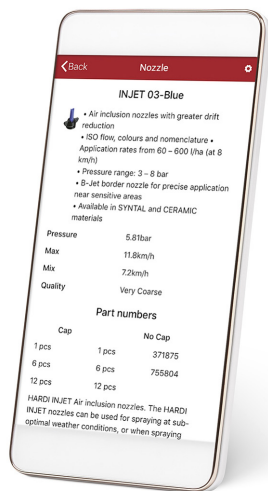 Back Nozzle
INJET 03-Blue
• Air inclusion nozzles with greater drift
reduction
• ISO flow, colours and nomenclature •
Application rates from 60 – 600 l/ha (at 8
km/h)
• Pressure range: 3 – 8 bar
• B-Jet border nozzle for precise application
near sensitive areas
• Available in SYNTAL and CERAMIC
materials
Pressure 5.81bar
Max 11.8km/h
Mix 7.2km/h
Quality Very Coarse
Part numbers
Cap No Cap
1 pcs 1 pcs 371875
6 pcs 6 pcs 755804
12 pcs 12 pcs
HARDI INJET Air inclusion nozzles. The HARDI
INJET nozzles can be used for spraying at sub-
optimal weather conditions, or when spraying